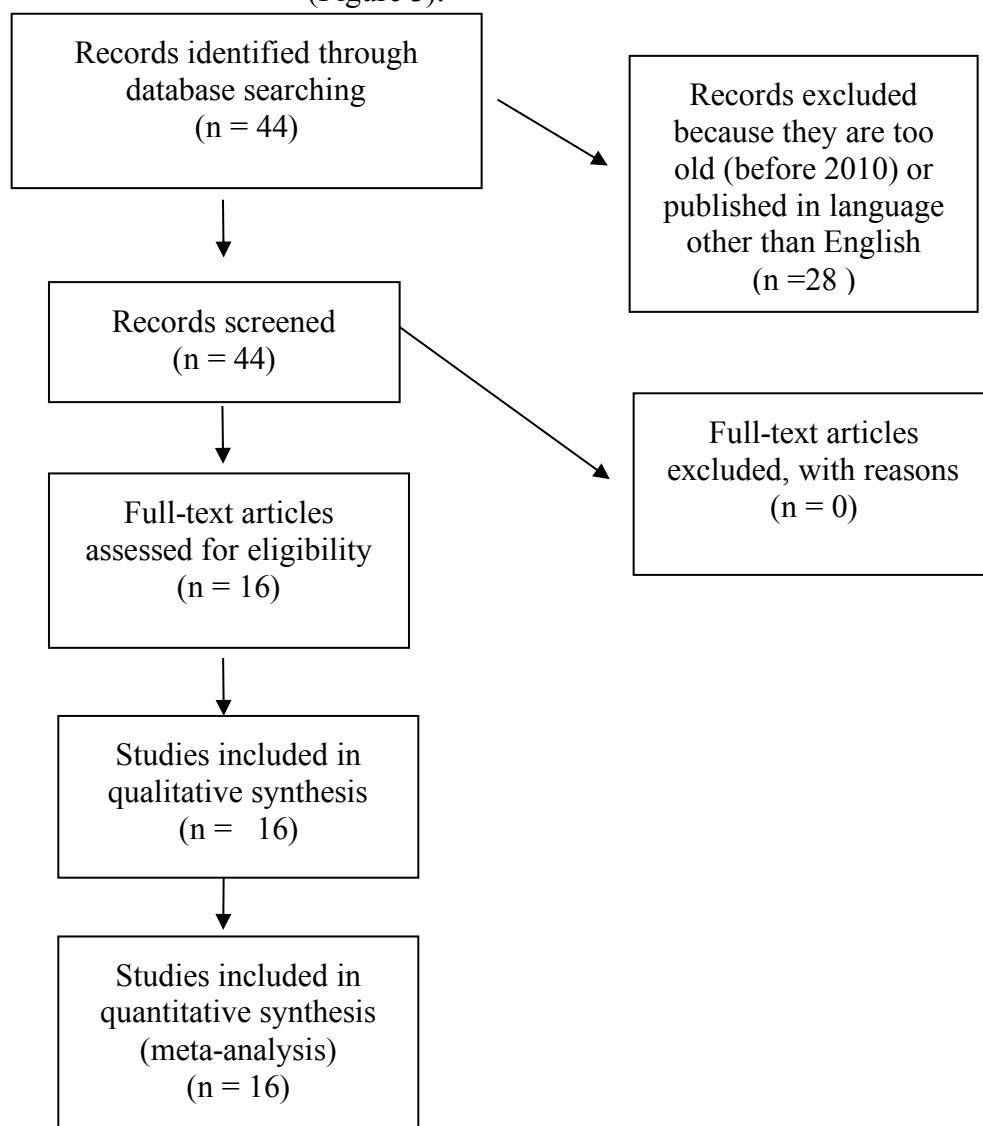 (Figure 3).
Records identified through
database searching
(n = 44)
Records excluded
because they are too
old (before 2010) or
published in language
other than English
(n =28 )
Records screened
(n = 44)
Full-text articles
excluded, with reasons
(n = 0)
Full-text articles
assessed for eligibility
(n = 16)
Studies included in
qualitative synthesis
(n =   16)
Studies included in
quantitative synthesis
(meta-analysis)
(n = 16)